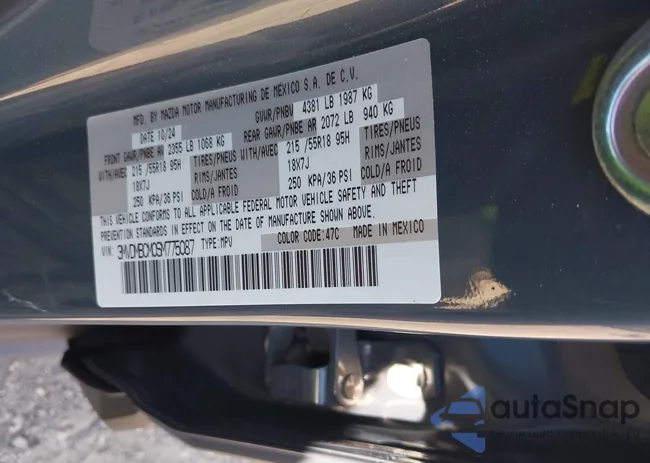 MFD. BY MAZDA MOTOR MANUFACTURING DE MEXICO S.A. DE C.V.
DATE 10/24 GVWR/PNBV 4381 LB 1987 KG
FRONT GAWR/PNBE AV 2355 LB 1068 KG REAR GAWR/PNBE AR 2072 LB 940 KG
WITH/AVEC 215 /55R18 95H TIRES/PNEUS WITH/AVEC 215 /55R18 95H TIRES/PNEUS
18X7J RIMS/JANTES 18X7J RIMS/JANTES
250 KPA/36 PSI COLD/A FROID 250 KPA/36 PSI COLD/A FROID
THIS VEHICLE CONFORMS TO ALL APPLICABLE FEDERAL MOTOR VEHICLE SAFETY AND THEFT
PREVENTION STANDARDS IN EFFECT ON THE DATE OF MANUFACTURE SHOWN ABOVE.
VIN: TYPE: MPV COLOR CODE: 47C MADE IN MEXICO
autoSnap